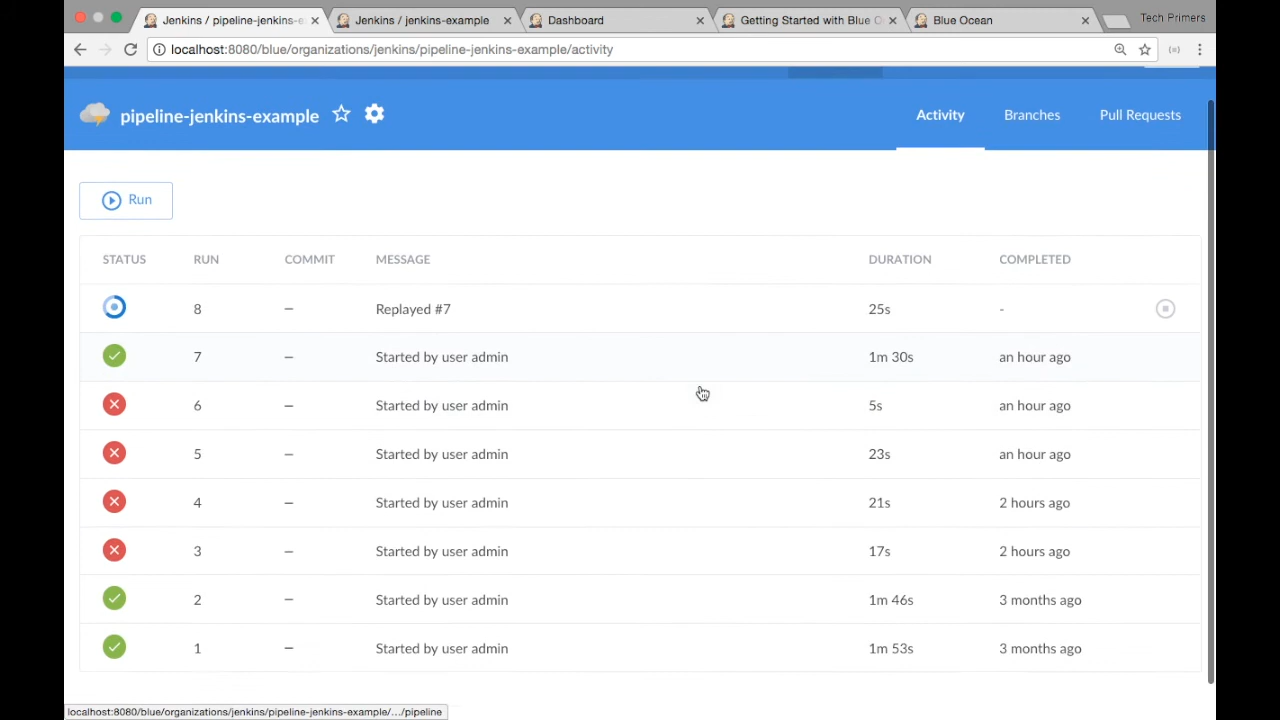 Jenkins / pipeline-jenkins-e
Jenkins / jenkins-example
Dashboard
Getting Started with Blue O
Blue Ocean
Tech Primers
localhost:8080/blue/organizations/jenkins/pipeline-jenkins-example/activity
pipeline-jenkins-example
Activity
Branches
Pull Requests
Run
STATUS RUN COMMIT MESSAGE DURATION COMPLETED
8 – Replayed #7 25s -
7 – Started by user admin 1m 30s an hour ago
6 – Started by user admin 5s an hour ago
5 – Started by user admin 23s an hour ago
4 – Started by user admin 21s 2 hours ago
3 – Started by user admin 17s 2 hours ago
2 – Started by user admin 1m 46s 3 months ago
1 – Started by user admin 1m 53s 3 months ago
localhost:8080/blue/organizations/jenkins/pipeline-jenkins-example/.../pipeline